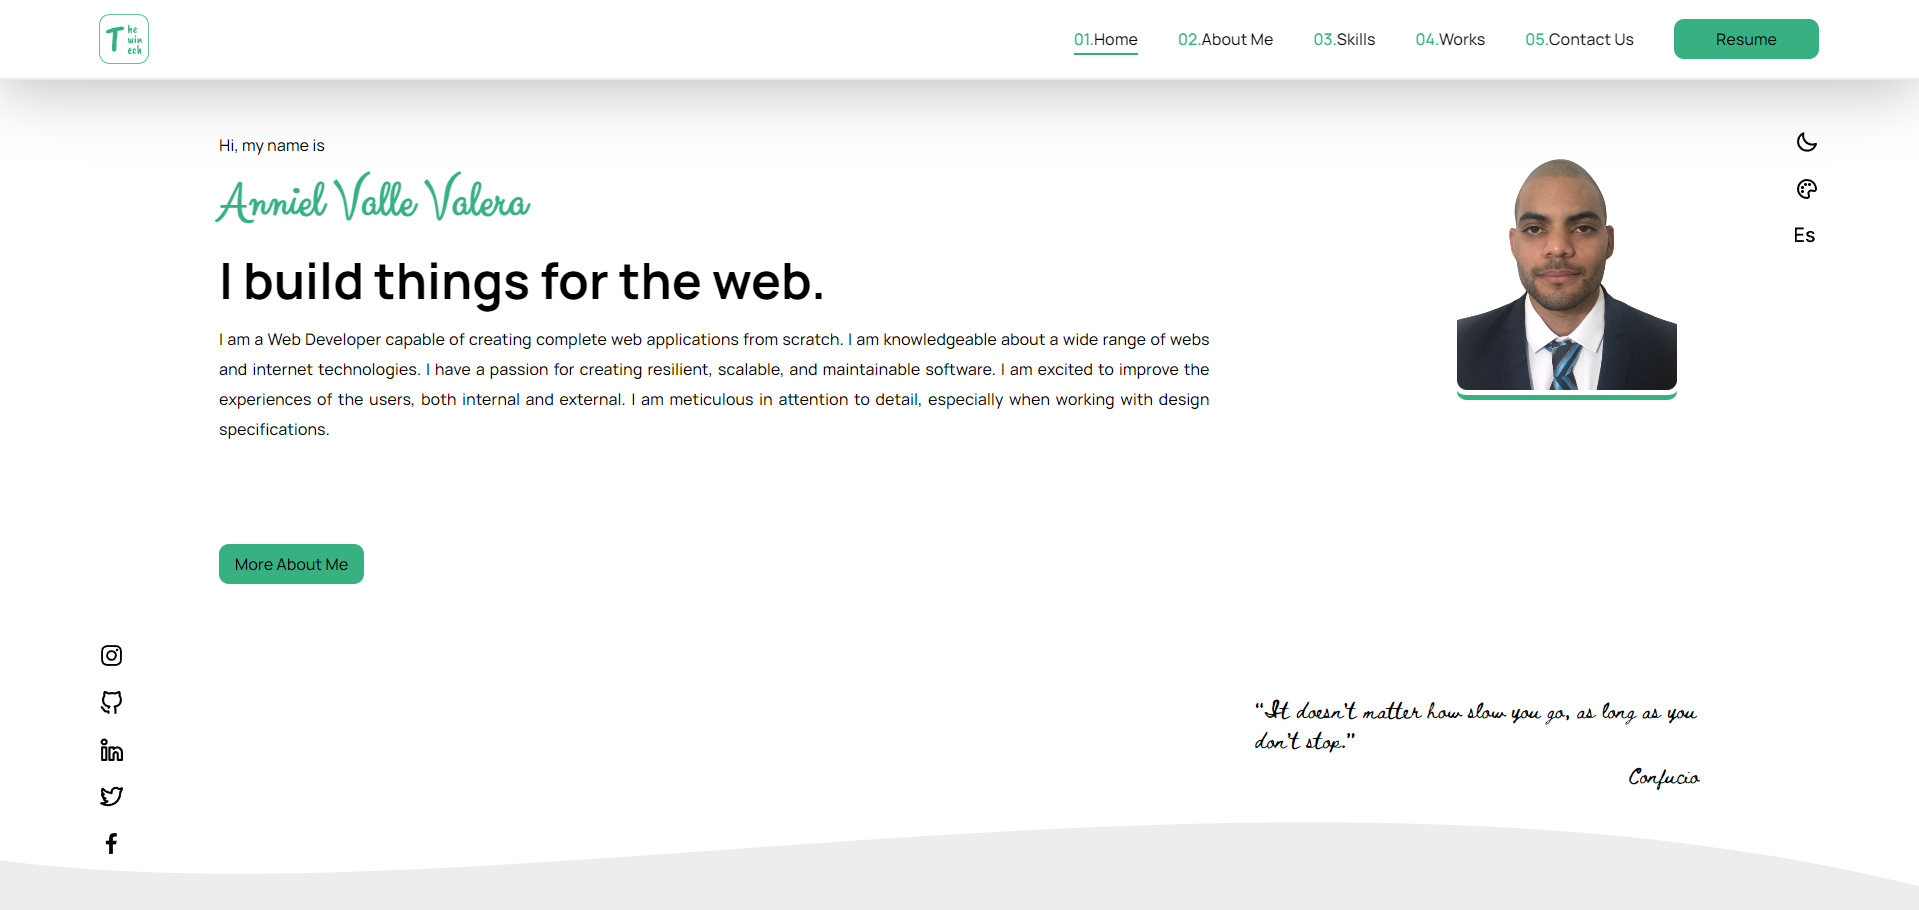 The
win
ech
01.Home 02.About Me 03.Skills 04.Works 05.Contact Us Resume
Hi, my name is
Anniel Valle Valera
I build things for the web.
I am a Web Developer capable of creating complete web applications from scratch. I am knowledgeable about a wide range of webs
and internet technologies. I have a passion for creating resilient, scalable, and maintainable software. I am excited to improve the
experiences of the users, both internal and external. I am meticulous in attention to detail, especially when working with design
specifications.
Es
More About Me
"It doesn't matter how slow you go, as long as you
don't stop."
Confucio